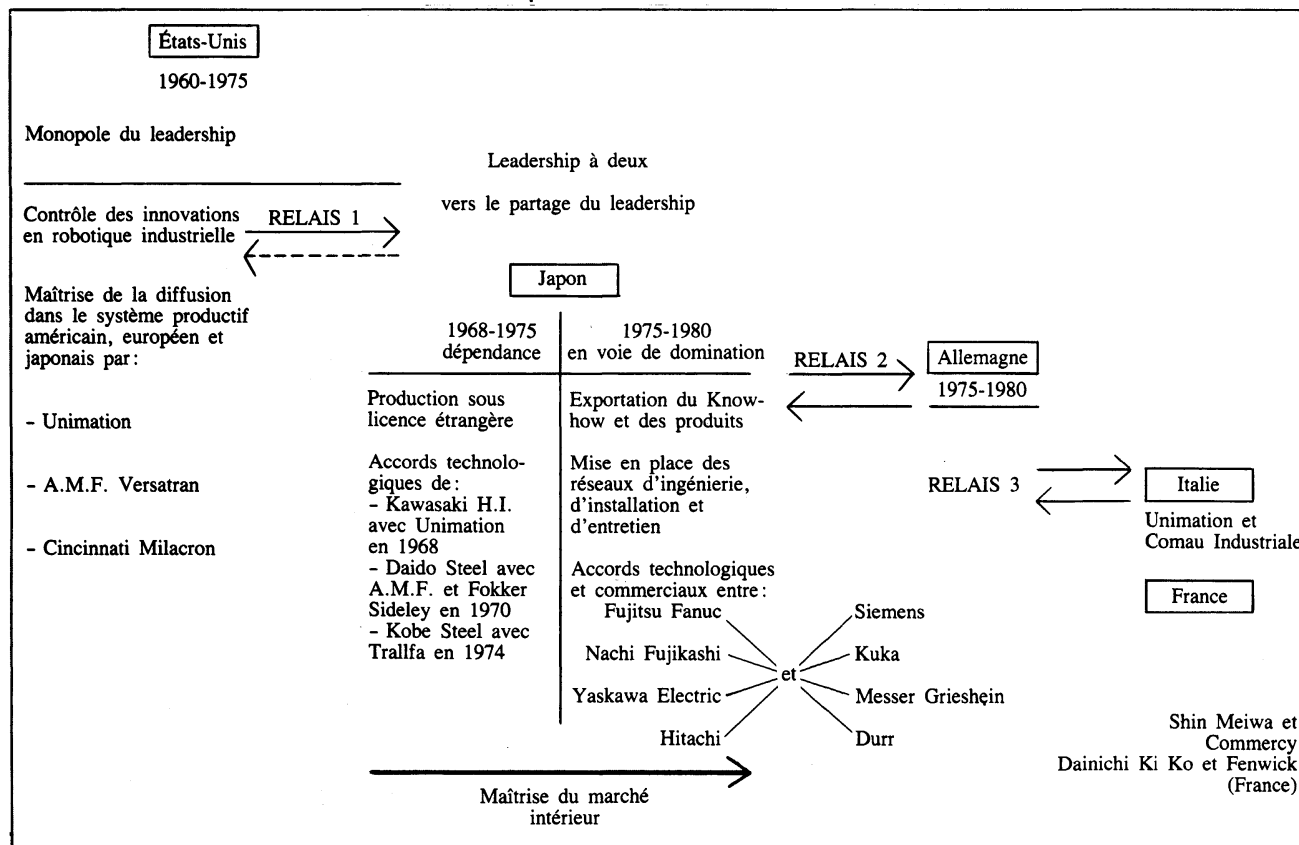 États-Unis
1960-1975
Monopole du leadership
Leadership à deux
vers le partage du leadership
Contrôle des innovations
en robotique industrielle
RELAIS 1
Maîtrise de la diffusion
dans le système productif
américain, européen et
japonais par :
– Unimation
– A.M.F. Versatran
– Cincinnati Milacron
Japon
1968-1975
dépendance
Production sous
licence étrangère
Accords technolo-
giques de :
– Kawasaki H.I.
avec Unimation
en 1968
– Daido Steel avec
A.M.F. et Fokker
Sideley en 1970
– Kobe Steel avec
Trallfa en 1974
1975-1980
en voie de domination
Exportation du Know-
how et des produits
Mise en place des
réseaux d'ingénierie,
d'installation et
d'entretien
Accords technologiques
et commerciaux entre :
Fujitsu Fanuc
Nachi Fujikashi
Yaskawa Electric
Hitachi
et
Siemens
Kuka
Messer Grieshein
Durr
Maîtrise du marché
intérieur
RELAIS 2
Allemagne
1975-1980
RELAIS 3
Italie
Unimation et
Comau Industriale
France
Shin Meiwa et
Commercy
Dainichi Ki Ko et Fenwick
(France)